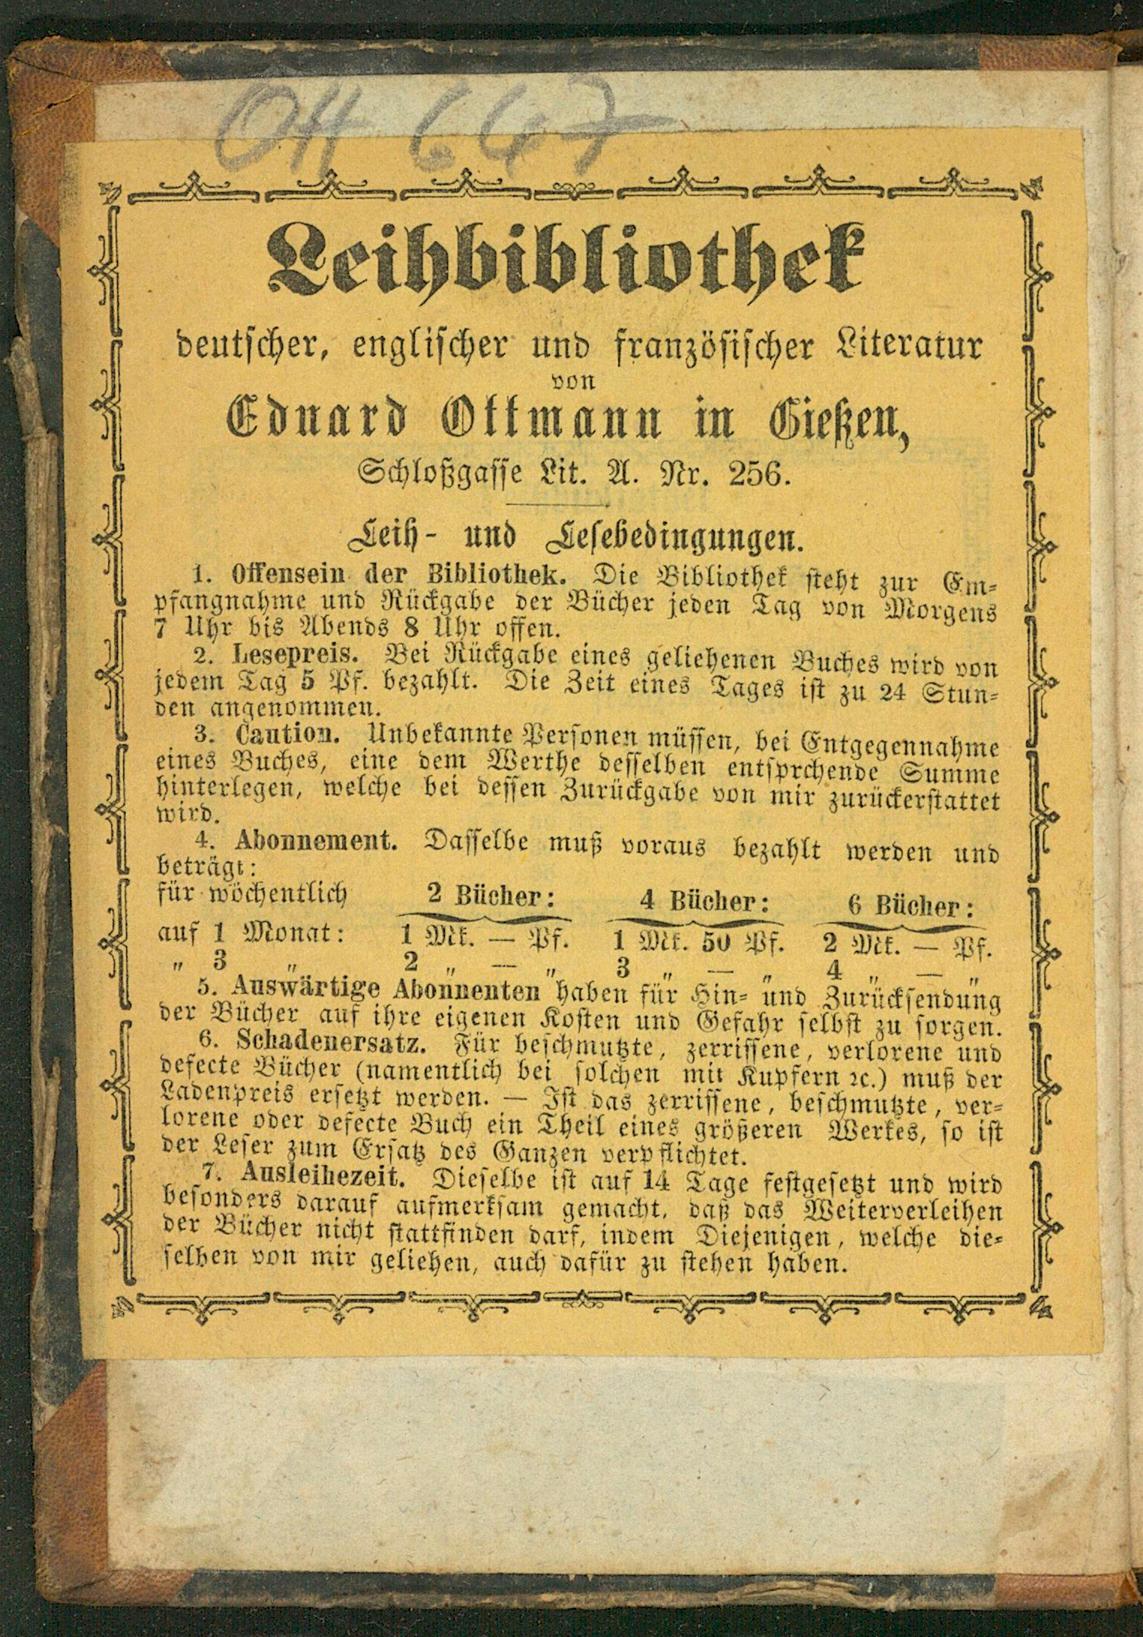 OH 667
Leihbibliothek
deutscher, englischer und französischer Literatur
von
Eduard Ottmann in Gießen,
Schloßgasse Lit. A. Nr. 256.
Leih- und Lesebedingungen.
1. Offensein der Bibliothek. Die Bibliothek steht zur Em-
pfangnahme und Rückgabe der Bücher jeden Tag von Morgens
7 Uhr bis Abends 8 Uhr offen.
2. Lesepreis. Bei Rückgabe eines geliehenen Buches wird von
jedem Tag 5 Pf. bezahlt. Die Zeit eines Tages ist zu 24 Stun-
den angenommen.
3. Caution. Unbekannte Personen müssen, bei Entgegennahme
eines Buches, eine dem Werthe desselben entsprchende Summe
hinterlegen, welche bei dessen Zurückgabe von mir zurückerstattet
wird.
4. Abonnement. Dasselbe muß voraus bezahlt werden und
beträgt:
für wöchentlich 2 Bücher: 4 Bücher: 6 Bücher:
auf 1 Monat: 1 Mk. — Pf. 1 Mk. 50 Pf. 2 Mk. — Pf.
„ 3 „ 2 „ — „ 3 „ — „ 4 „ — „
5. Auswärtige Abonnenten haben für Hin- und Zurücksendung
der Bücher auf ihre eigenen Kosten und Gefahr selbst zu sorgen.
6. Schadenersatz. Für beschmutzte, zerrissene, verlorene und
defecte Bücher (namentlich bei solchen mit Kupfern ꝛc.) muß der
Ladenpreis ersetzt werden. — Ist das zerrissene, beschmutzte, ver-
lorene oder defecte Buch ein Theil eines größeren Werkes, so ist
der Leser zum Ersatz des Ganzen verpflichtet.
7. Ausleihezeit. Dieselbe ist auf 14 Tage festgesetzt und wird
besonders darauf aufmerksam gemacht, daß das Weiterverleihen
der Bücher nicht stattfinden darf, indem Diejenigen, welche die-
selben von mir geliehen, auch dafür zu stehen haben.